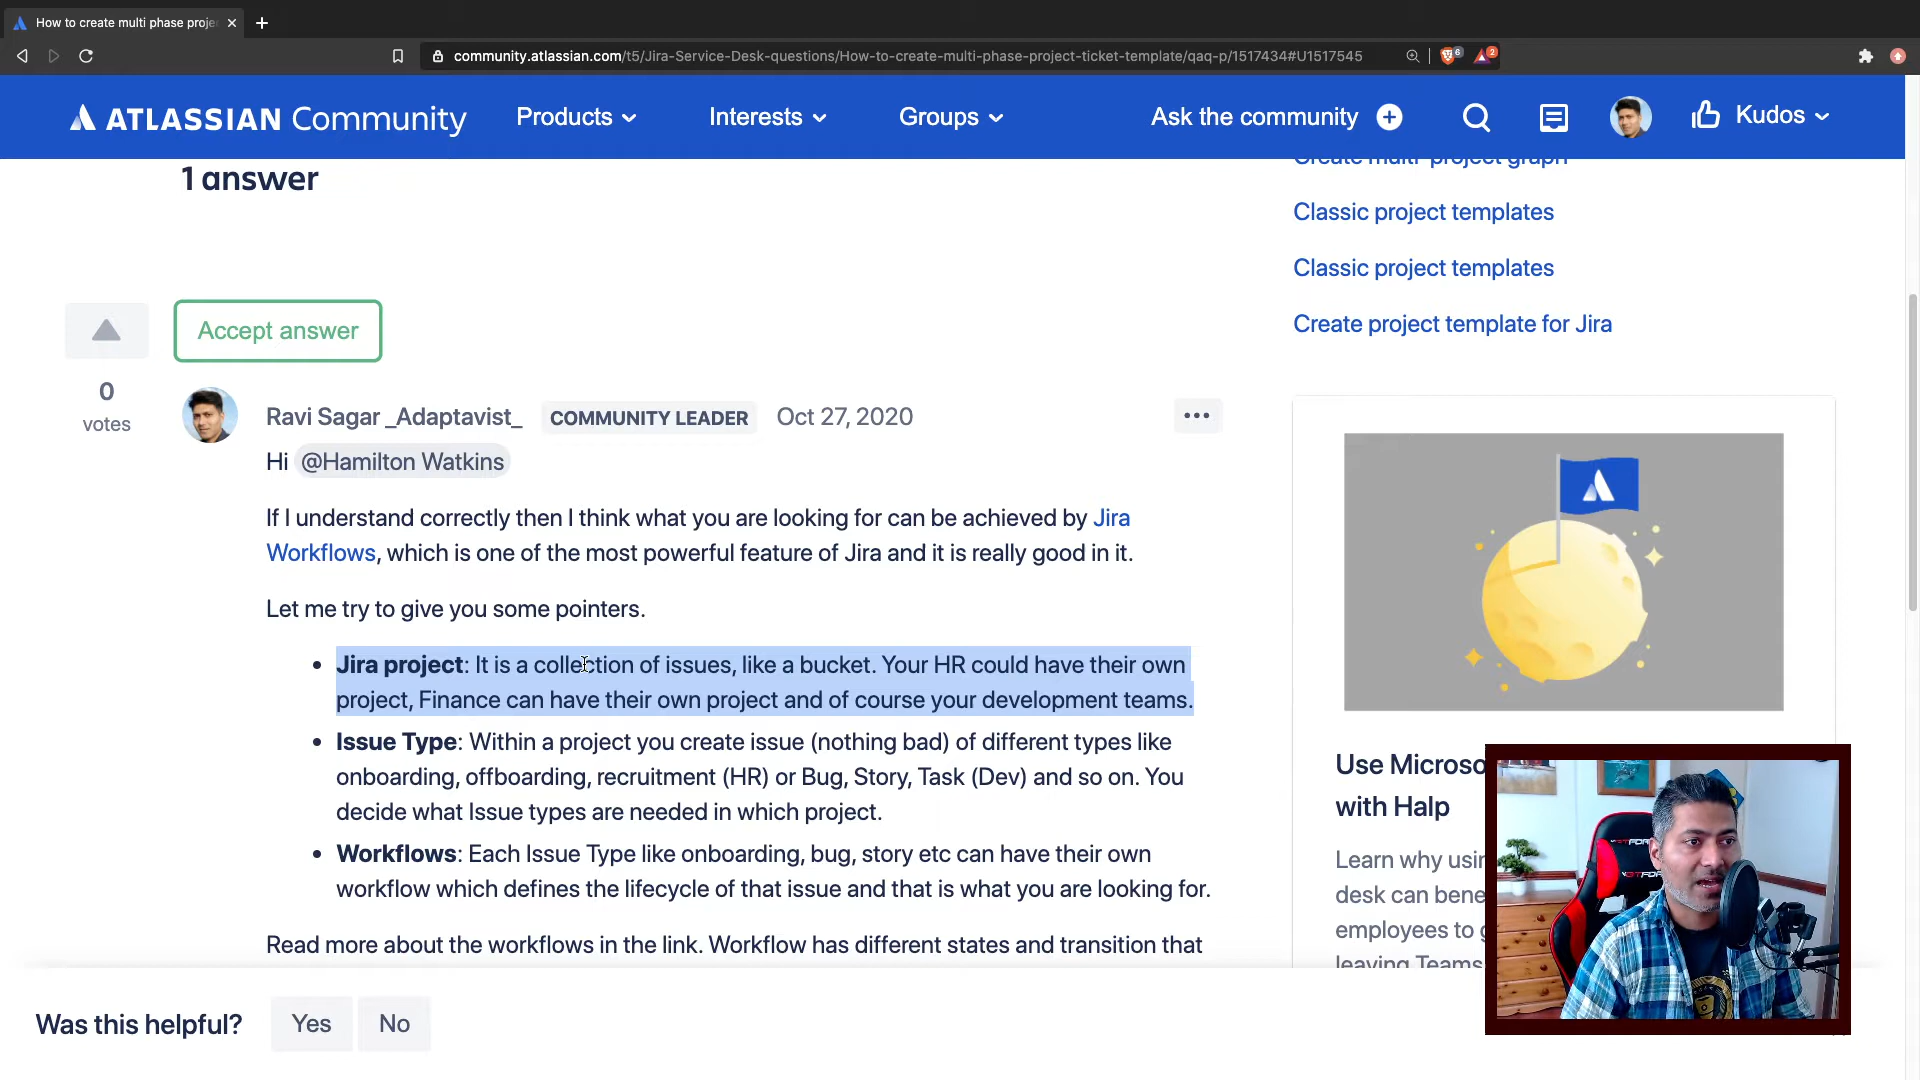 How to create multi phase proje
community.atlassian.com/t5/Jira-Service-Desk-questions/How-to-create-multi-phase-project-ticket-template/qaq-p/1517434#U1517545
6
2
ATLASSIAN Community
Products
Interests
Groups
Ask the community
Kudos
1 answer
Create multi-project graph
Classic project templates
Classic project templates
Create project template for Jira
Accept answer
0
votes
Ravi Sagar _Adaptavist_ COMMUNITY LEADER Oct 27, 2020
Hi @Hamilton Watkins
If I understand correctly then I think what you are looking for can be achieved by Jira
Workflows, which is one of the most powerful feature of Jira and it is really good in it.
Let me try to give you some pointers.
• Jira project: It is a collection of issues, like a bucket. Your HR could have their own
project, Finance can have their own project and of course your development teams.
• Issue Type: Within a project you create issue (nothing bad) of different types like
onboarding, offboarding, recruitment (HR) or Bug, Story, Task (Dev) and so on. You
decide what Issue types are needed in which project.
• Workflows: Each Issue Type like onboarding, bug, story etc can have their own
workflow which defines the lifecycle of that issue and that is what you are looking for.
Read more about the workflows in the link. Workflow has different states and transition that
Use Microso
with Halp
Learn why usin
desk can bene
employees to g
leaving Teams
Was this helpful?
Yes
No